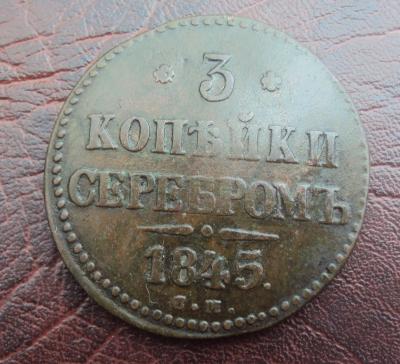 * 3 *
КОПѢЙКИ
СЕРЕБРОМЪ
1845.
С.М.